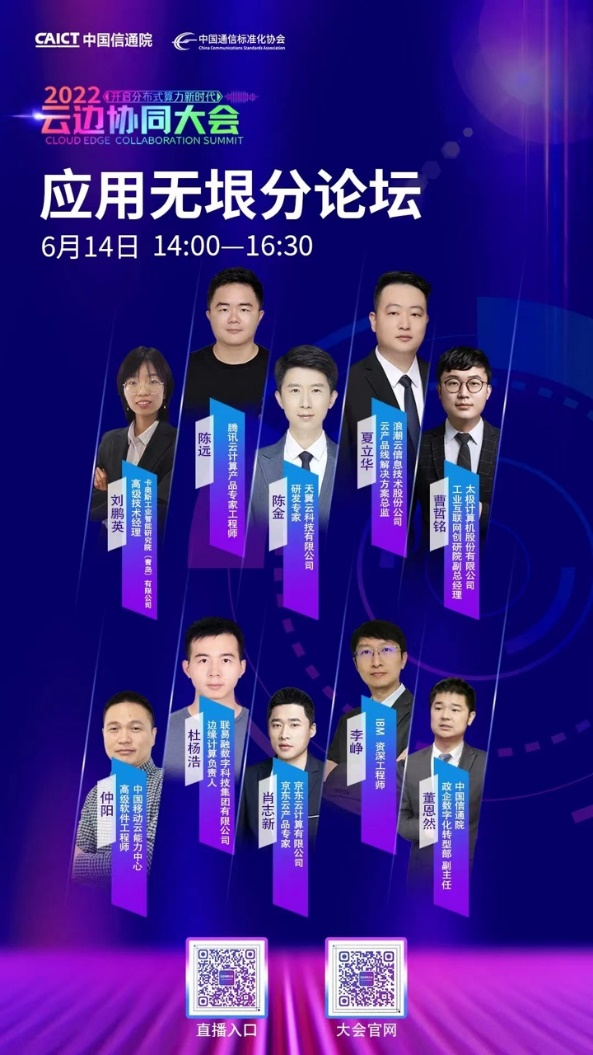 CAICT 中国信通院
中国通信标准化协会
China Communications Standards Association
2022 开启分布式算力新时代
云边协同大会
CLOUD EDGE COLLABORATION SUMMIT
应用无垠分论坛
6月14日 14:00—16:30
刘鹏英
卡奥斯工业智能研究院（青岛）有限公司
高级技术经理
陈远
腾讯云计算产品专家工程师
陈金
天翼云科技有限公司
研发专家
夏立华
浪潮云信息技术股份公司
云产品线解决方案总监
曹哲铭
太极计算机股份有限公司
工业互联网创研院副总经理
仲阳
中国移动云能力中心
高级软件工程师
杜杨浩
联易融数字科技集团有限公司
边缘计算负责人
肖志新
京东云计算有限公司
京东云产品专家
李峥
IBM 资深工程师
董恩然
中国信通院
政企数字化转型部 副主任
直播入口
大会官网